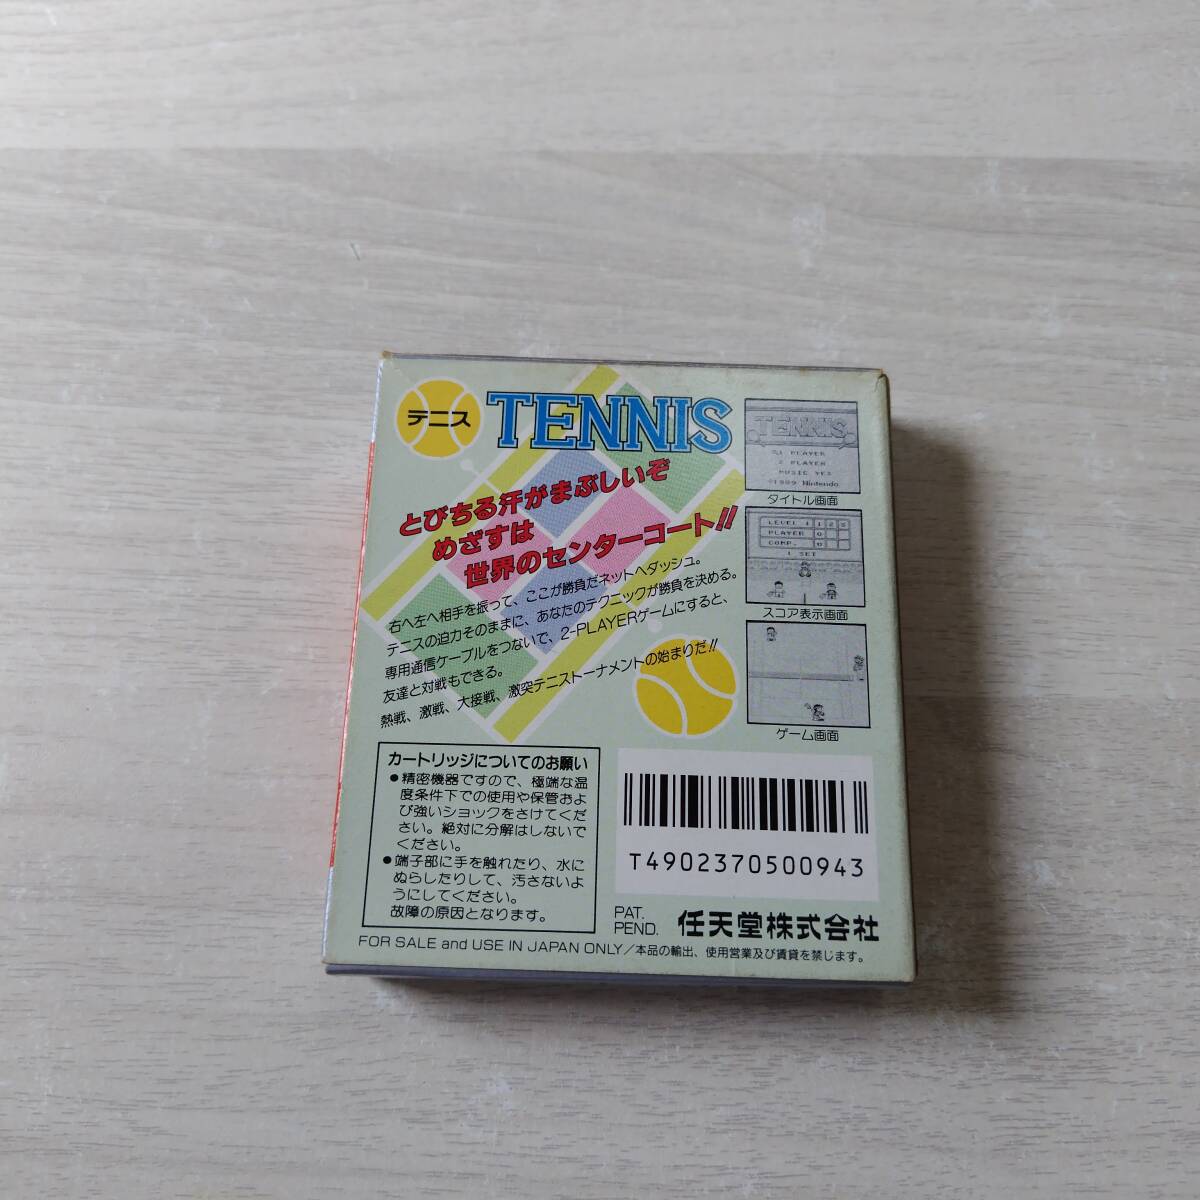 テニス
TENNIS
とびちる汗がまぶしいぞ
めざすは
世界のセンターコート!!
右へ左へ相手を振って、ここが勝負だネットへダッシュ。
テニスの迫力そのままに、あなたのテクニックが勝負を決める。
専用通信ケーブルをつないで、2-PLAYERゲームにすると、
友達と対戦もできる。
熱戦、激戦、大接戦、激突テニストーナメントの始まりだ!!
TENNIS
1 PLAYER
2 PLAYER
MUSIC YES
©1989 Nintendo
タイトル画面
LEVEL 1 1 2 3
PLAYER 0
COMP. 0
1 SET
スコア表示画面
ゲーム画面
カートリッジについてのお願い
●精密機器ですので、極端な温
度条件下での使用や保管およ
び強いショックをさけてくだ
さい。絶対に分解はしないで
ください。
●端子部に手を触れたり、水に
ぬらしたりして、汚さないよ
うにしてください。
故障の原因となります。
T4902370500943
PAT.
PEND.
任天堂株式会社
FOR SALE and USE IN JAPAN ONLY/本品の輸出、使用営業及び賃貸を禁じます。